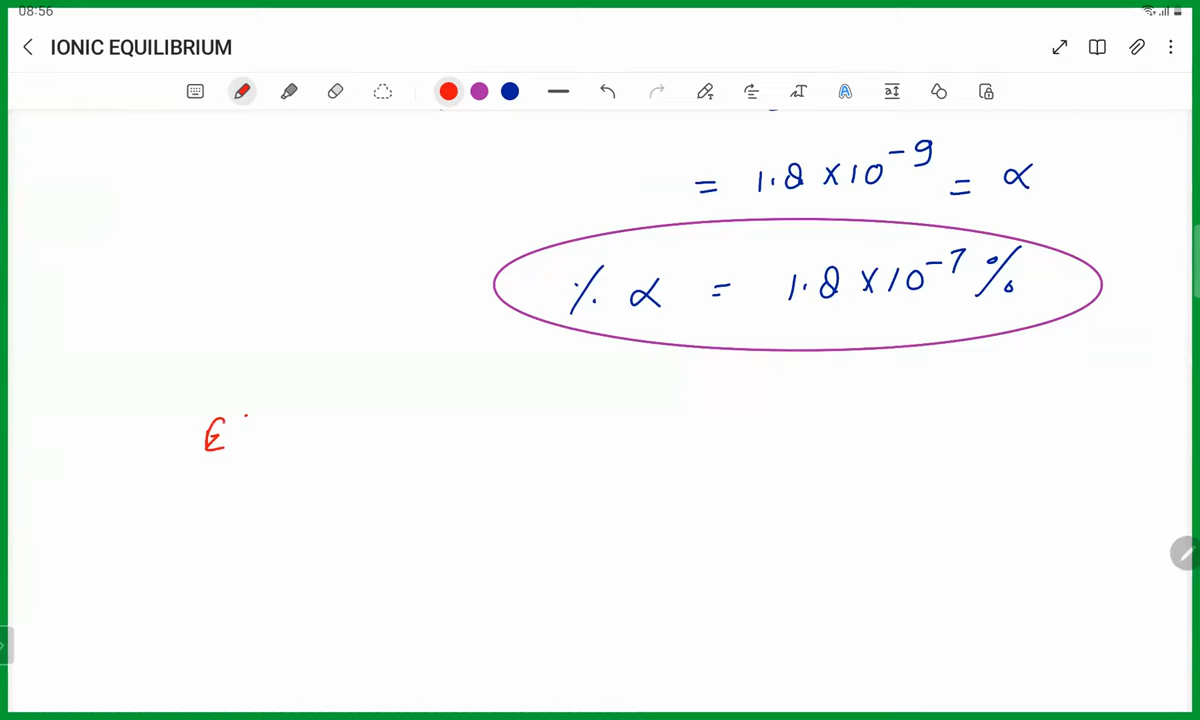 08:56
IONIC EQUILIBRIUM
= 1.8 × 10⁻⁹ = α
% α = 1.8 × 10⁻⁷ %
E